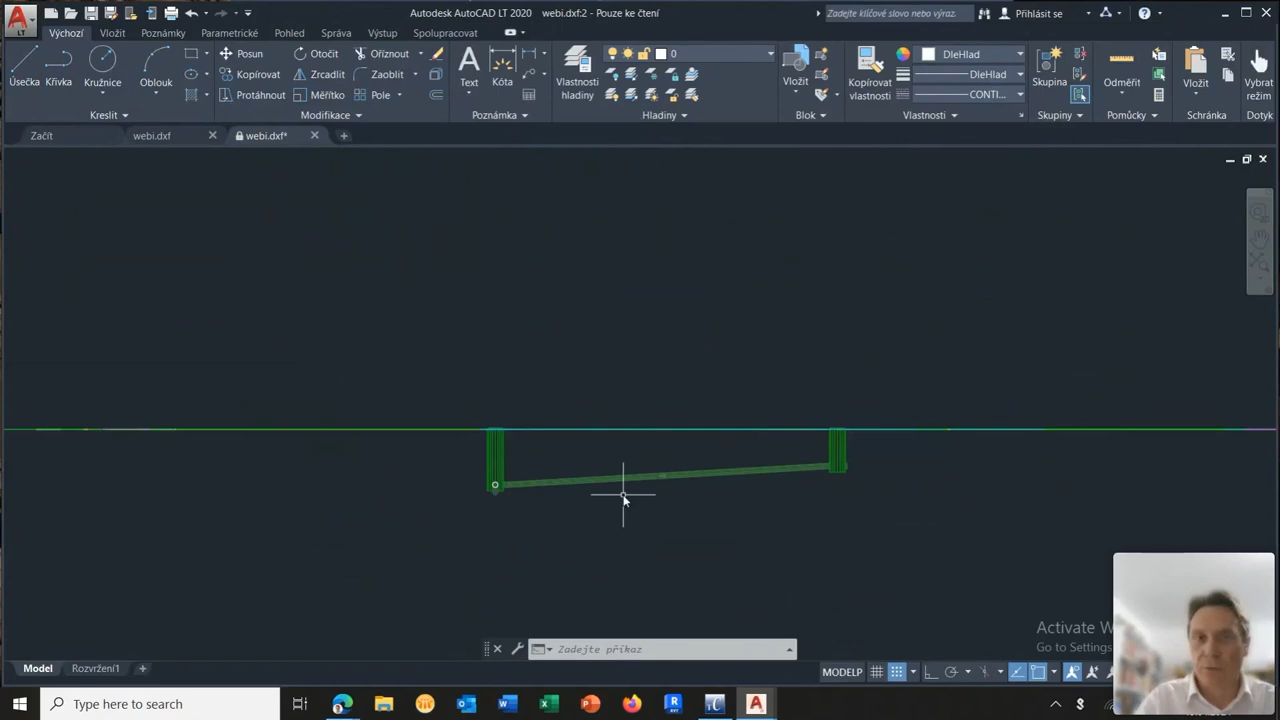 Autodesk AutoCAD LT 2020 webi.dxf:2 - Pouze ke čtení
Zadejte klíčové slovo nebo výraz.
Přihlásit se
LT
Výchozí Vložit Poznámky Parametrické Pohled Správa Výstup Spolupracovat
Úsečka
Křivka
Kružnice
Oblouk
Kreslit
Posun Otočit Oříznout
Kopírovat Zrcadlit Zaoblit
Protáhnout Měřítko Pole
Modifikace
Text
Kóta
Poznámka
Vlastnosti
hladiny
0
Hladiny
Vložit
Blok
Kopírovat
vlastnosti
DleHlad
DleHlad
CONTI...
Vlastnosti
Skupina
Skupiny
Odměřit
Pomůcky
Vložit
Schránka
Vybrat
režim
Dotyk
Začít webi.dxf webi.dxf*
Zadejte příkaz
Activate W
Go to Settings
Model Rozvržení1
MODELP
Type here to search